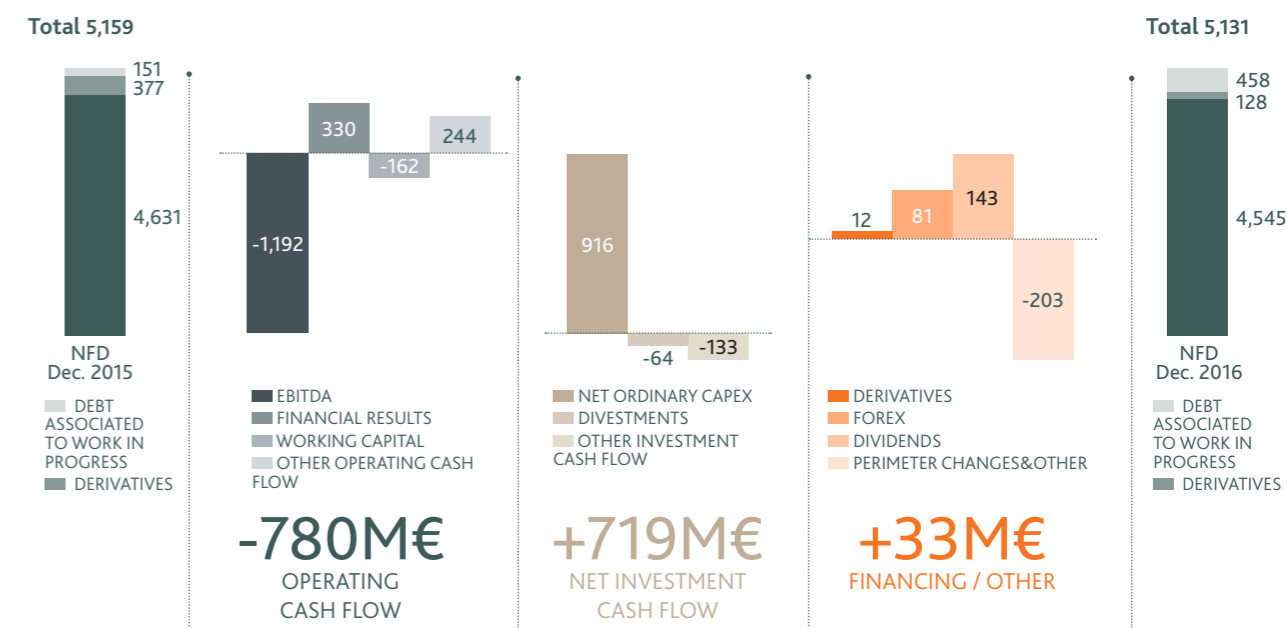 Total 5,159
151
377
4,631
NFD
Dec. 2015
DEBT
ASSOCIATED
TO WORK IN
PROGRESS
DERIVATIVES
-1,192
330
-162
244
EBITDA
FINANCIAL RESULTS
WORKING CAPITAL
OTHER OPERATING CASH
FLOW
-780M€
OPERATING
CASH FLOW
916
-64
-133
NET ORDINARY CAPEX
DIVESTMENTS
OTHER INVESTMENT
CASH FLOW
+719M€
NET INVESTMENT
CASH FLOW
12
81
143
-203
DERIVATIVES
FOREX
DIVIDENDS
PERIMETER CHANGES&OTHER
+33M€
FINANCING / OTHER
Total 5,131
458
128
4,545
NFD
Dec. 2016
DEBT
ASSOCIATED
TO WORK IN
PROGRESS
DERIVATIVES